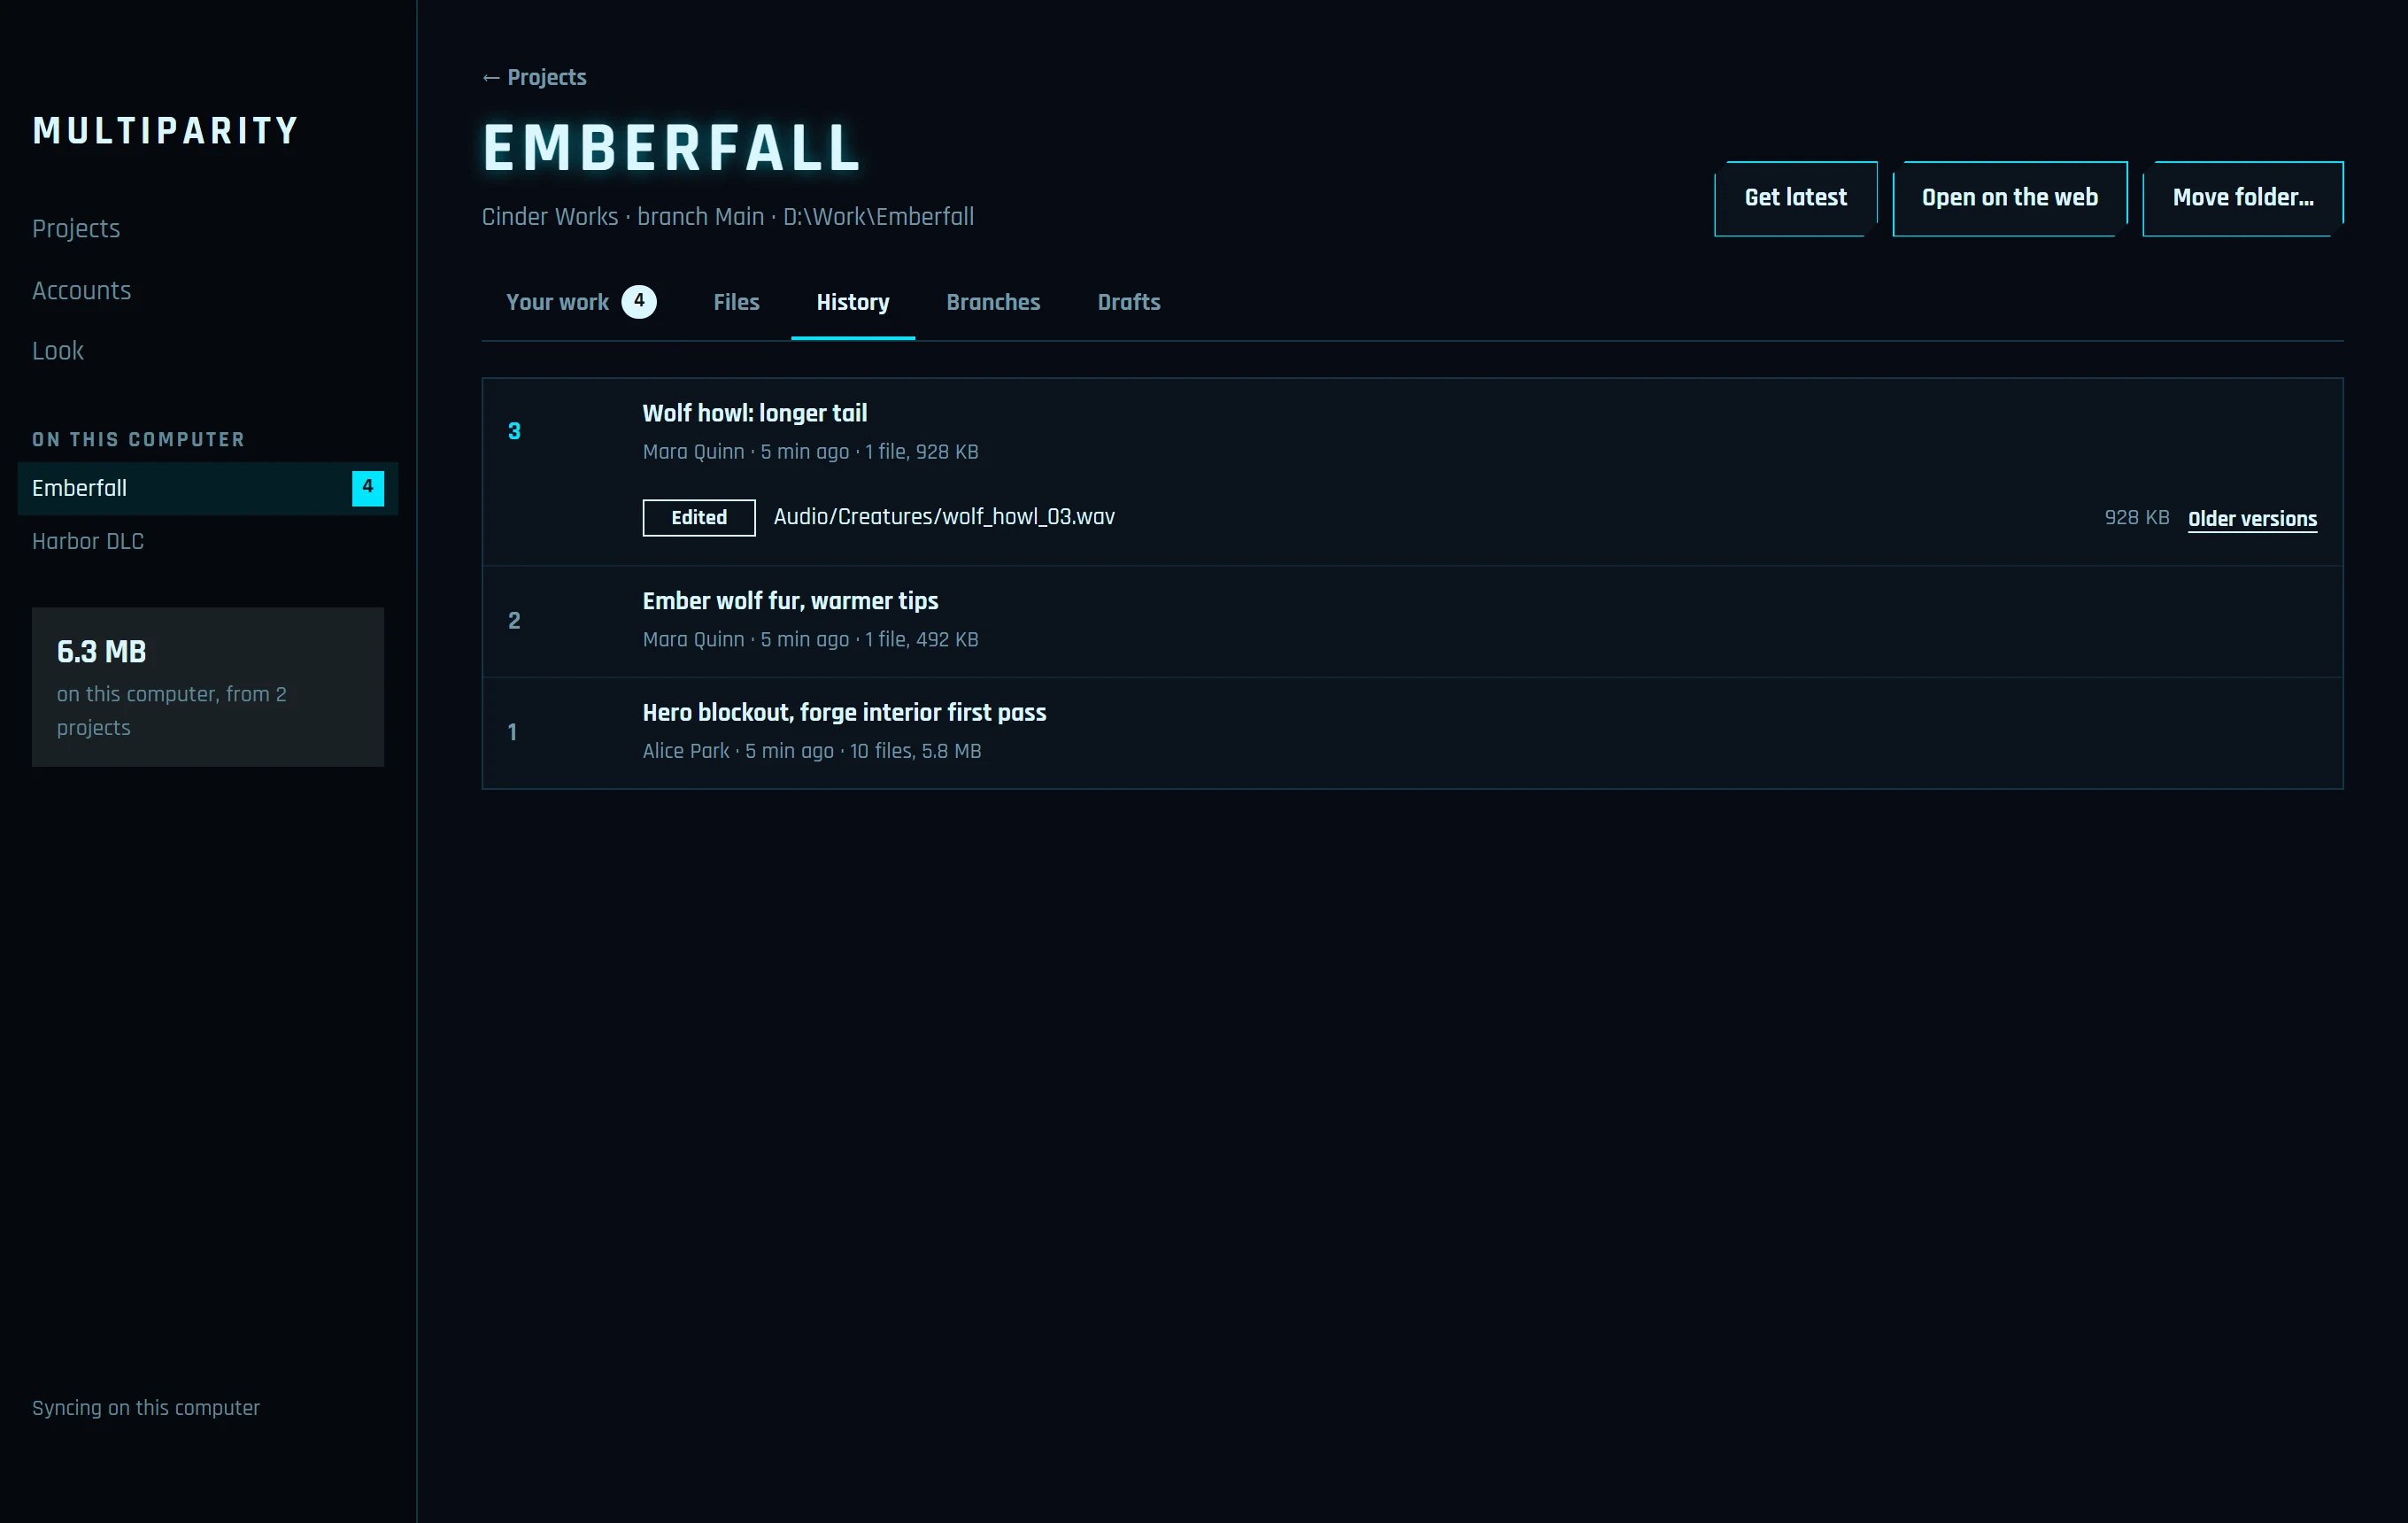 MULTIPARITY
Projects
Accounts
Look
ON THIS COMPUTER
Emberfall 4
Harbor DLC
6.3 MB
on this computer, from 2
projects
Syncing on this computer
← Projects
EMBERFALL
Cinder Works · branch Main · D:\Work\Emberfall
Get latest
Open on the web
Move folder...
Your work 4
Files
History
Branches
Drafts
3
Wolf howl: longer tail
Mara Quinn · 5 min ago · 1 file, 928 KB
Edited Audio/Creatures/wolf_howl_03.wav 928 KB Older versions
2
Ember wolf fur, warmer tips
Mara Quinn · 5 min ago · 1 file, 492 KB
1
Hero blockout, forge interior first pass
Alice Park · 5 min ago · 10 files, 5.8 MB